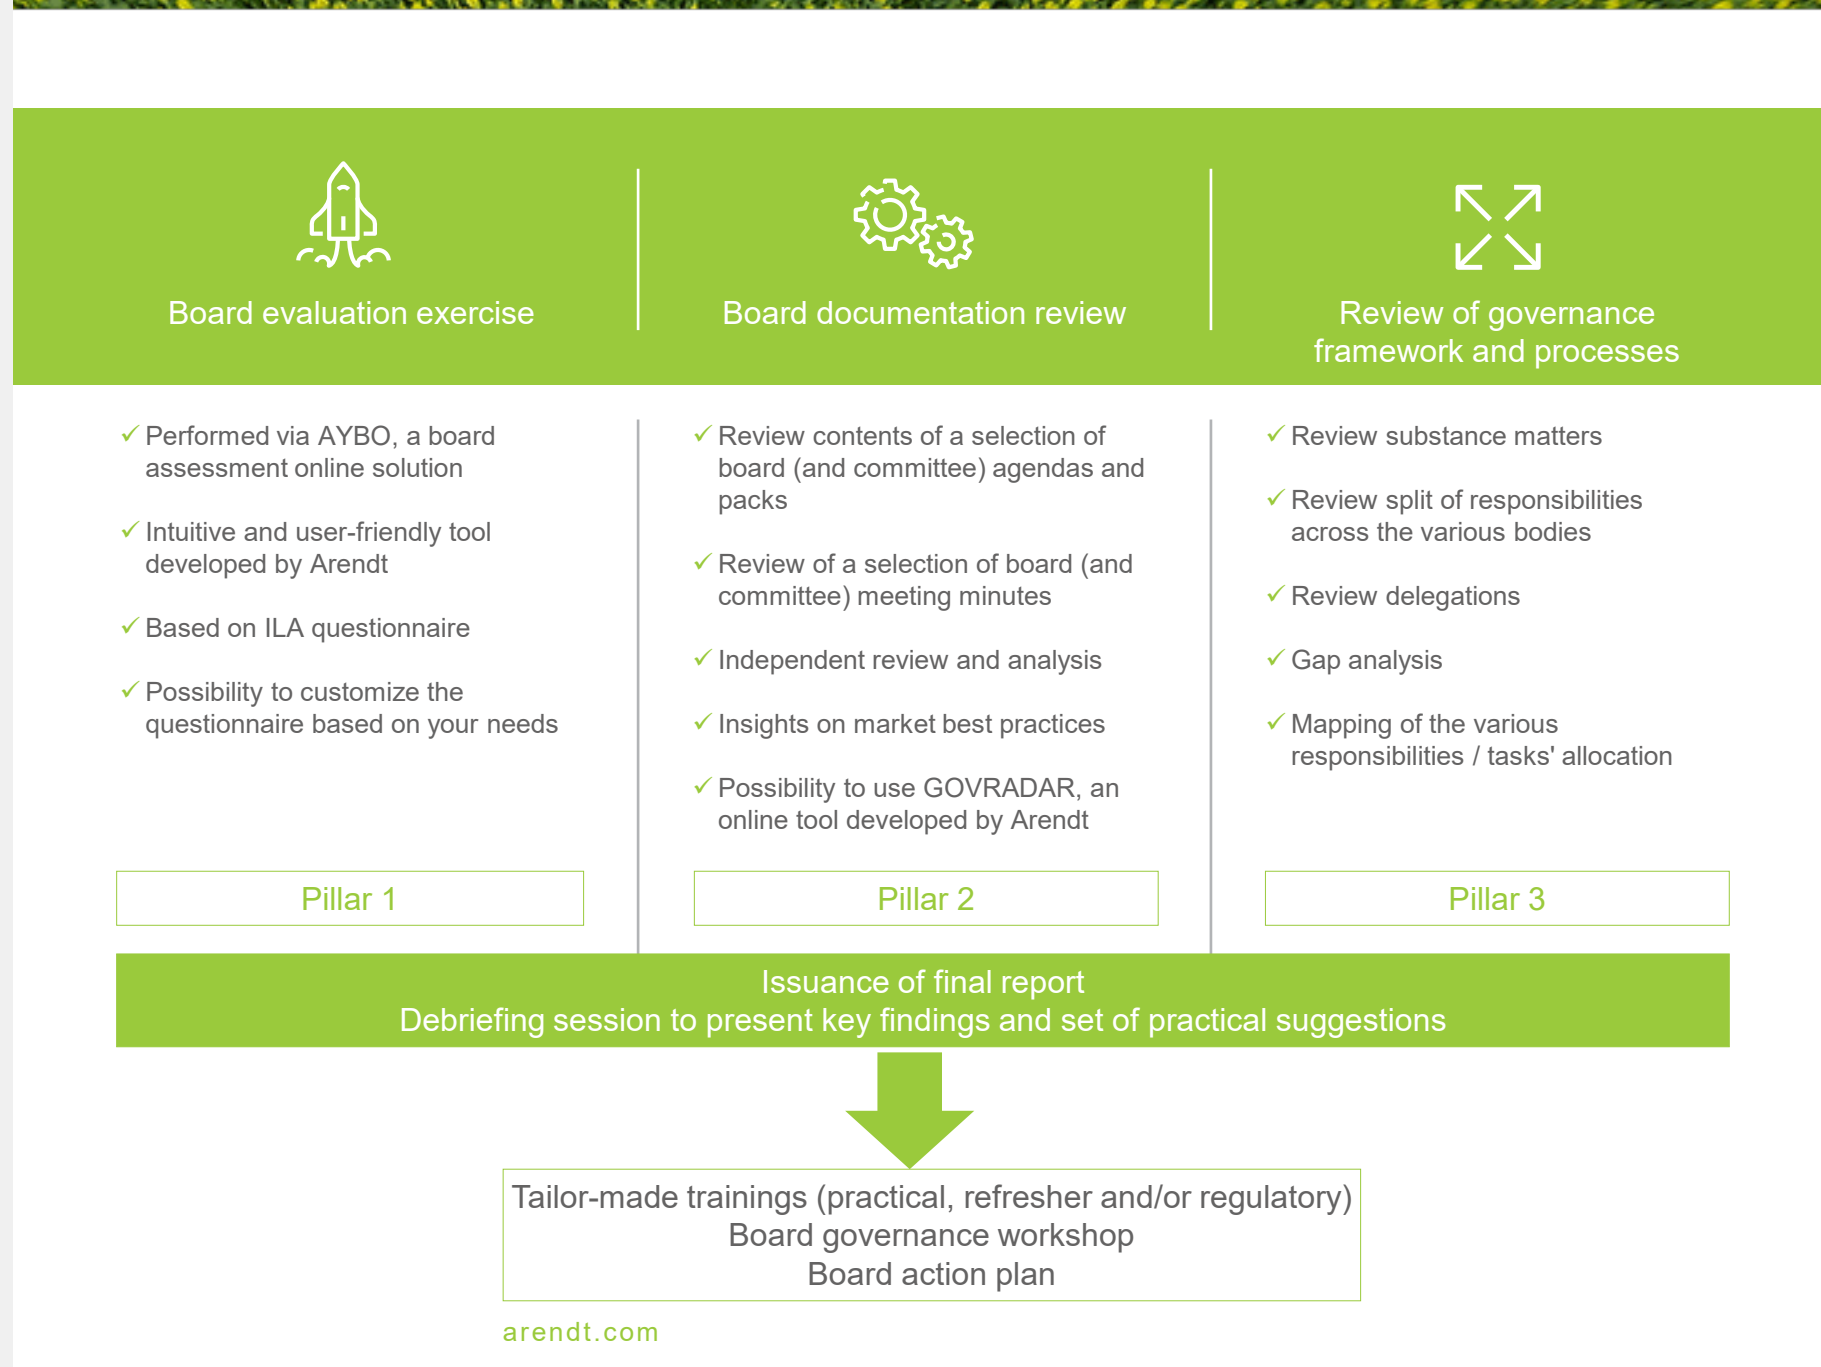 Board evaluation exercise
Board documentation review
Review of governance
framework and processes
✓ Performed via AYBO, a board
assessment online solution
✓ Intuitive and user-friendly tool
developed by Arendt
✓ Based on ILA questionnaire
✓ Possibility to customize the
questionnaire based on your needs
Pillar 1
✓ Review contents of a selection of
board (and committee) agendas and
packs
✓ Review of a selection of board (and
committee) meeting minutes
✓ Independent review and analysis
✓ Insights on market best practices
✓ Possibility to use GOVRADAR, an
online tool developed by Arendt
Pillar 2
✓ Review substance matters
✓ Review split of responsibilities
across the various bodies
✓ Review delegations
✓ Gap analysis
✓ Mapping of the various
responsibilities / tasks' allocation
Pillar 3
Issuance of final report
Debriefing session to present key findings and set of practical suggestions
Tailor-made trainings (practical, refresher and/or regulatory)
Board governance workshop
Board action plan
arendt.com